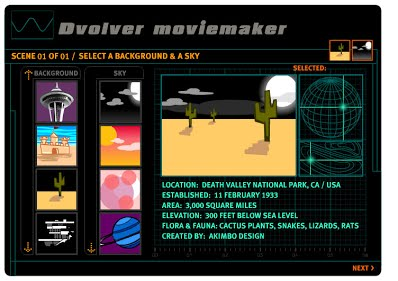 Dvolver moviemaker
SCENE 01 OF 01 / SELECT A BACKGROUND & A SKY
SELECTED:
BACKGROUND
SKY
LOCATION: DEATH VALLEY NATIONAL PARK, CA / USA
ESTABLISHED: 11 FEBRUARY 1933
AREA: 3,000 SQUARE MILES
ELEVATION: 300 FEET BELOW SEA LEVEL
FLORA & FAUNA: CACTUS PLANTS, SNAKES, LIZARDS, RATS
CREATED BY: AKIMBO DESIGN
NEXT >